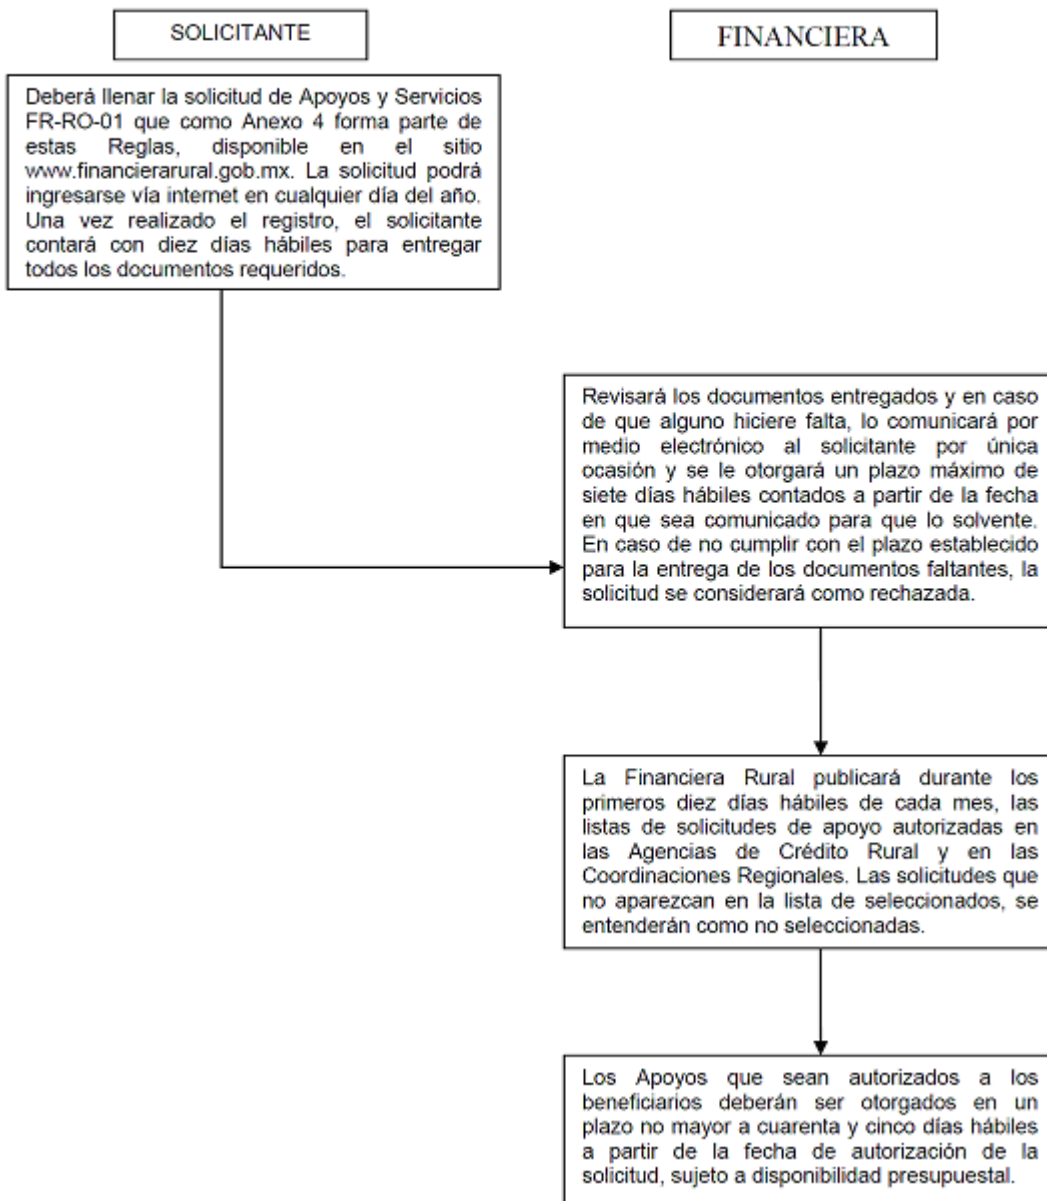 SOLICITANTE
FINANCIERA
Deberá llenar la solicitud de Apoyos y Servicios
FR-RO-01 que como Anexo 4 forma parte de
estas Reglas, disponible en el sitio
www.financierarural.gob.mx. La solicitud podrá
ingresarse vía internet en cualquier día del año.
Una vez realizado el registro, el solicitante
contará con diez días hábiles para entregar
todos los documentos requeridos.
Revisará los documentos entregados y en caso
de que alguno hiciere falta, lo comunicará por
medio electrónico al solicitante por única
ocasión y se le otorgará un plazo máximo de
siete días hábiles contados a partir de la fecha
en que sea comunicado para que lo solvente.
En caso de no cumplir con el plazo establecido
para la entrega de los documentos faltantes, la
solicitud se considerará como rechazada.
La Financiera Rural publicará durante los
primeros diez días hábiles de cada mes, las
listas de solicitudes de apoyo autorizadas en
las Agencias de Crédito Rural y en las
Coordinaciones Regionales. Las solicitudes que
no aparezcan en la lista de seleccionados, se
entenderán como no seleccionadas.
Los Apoyos que sean autorizados a los
beneficiarios deberán ser otorgados en un
plazo no mayor a cuarenta y cinco días hábiles
a partir de la fecha de autorización de la
solicitud, sujeto a disponibilidad presupuestal.